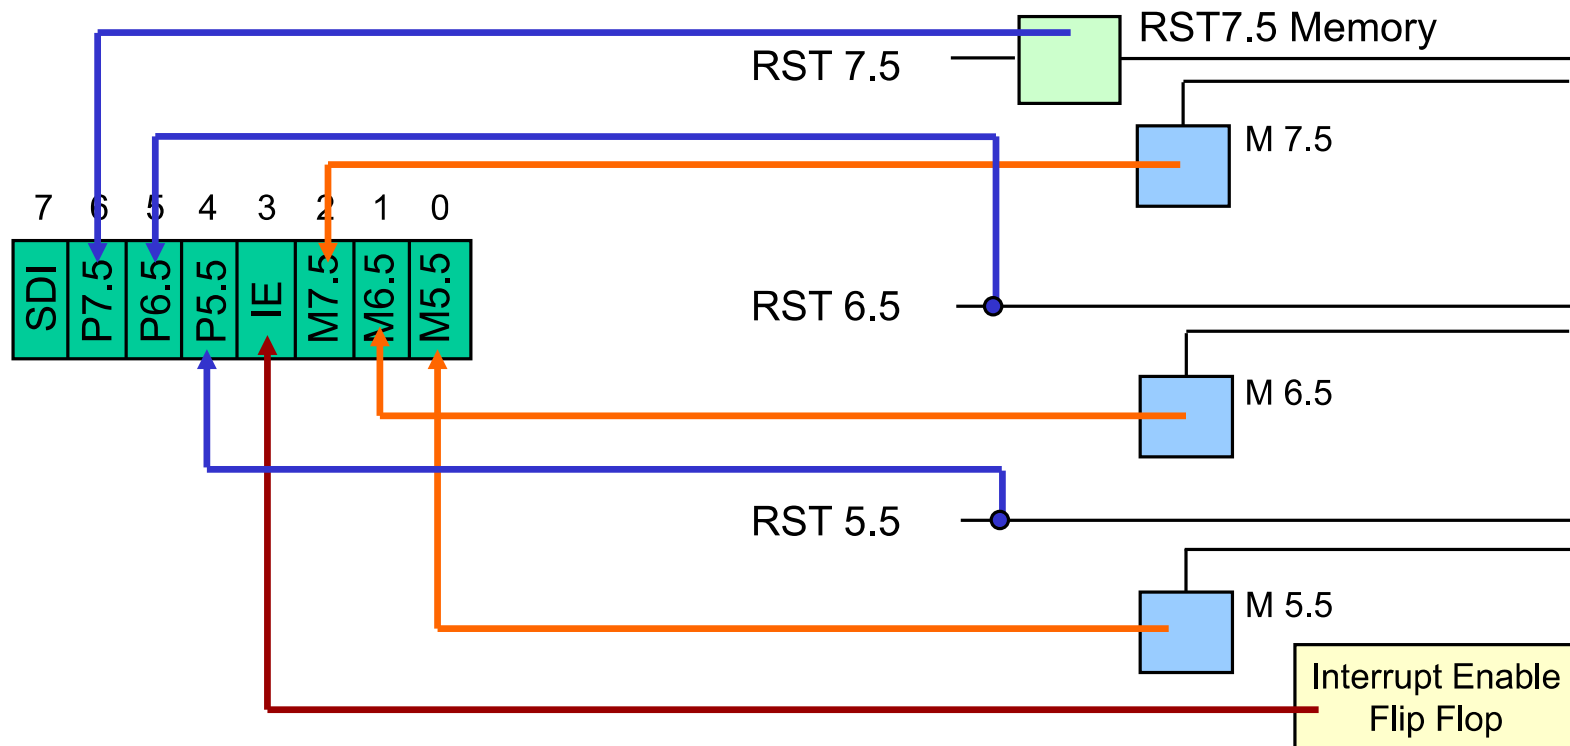 RST7.5 Memory
RST 7.5
M 7.5
7 6 5 4 3 2 1 0
SDI P7.5 P6.5 P5.5 IE M7.5 M6.5 M5.5
RST 6.5
M 6.5
RST 5.5
M 5.5
Interrupt Enable
Flip Flop